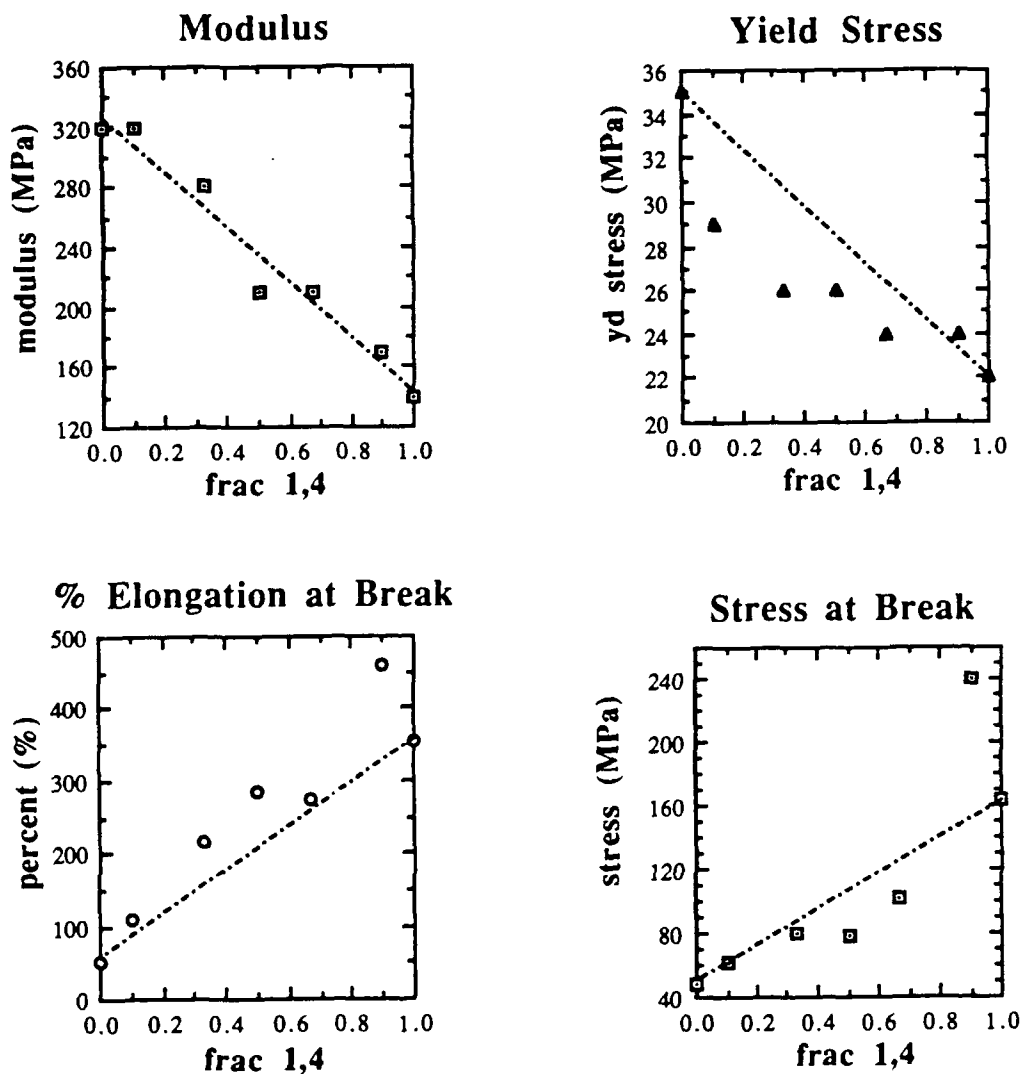 Modulus
360
320
280
240
200
160
120
modulus (MPa)
0.0 0.2 0.4 0.6 0.8 1.0
frac 1,4
Yield Stress
36
34
32
30
28
26
24
22
20
yd stress (MPa)
0.0 0.2 0.4 0.6 0.8 1.0
frac 1,4
% Elongation at Break
500
400
300
200
100
0
percent (%)
0.0 0.2 0.4 0.6 0.8 1.0
frac 1,4
Stress at Break
240
200
160
120
80
40
stress (MPa)
0.0 0.2 0.4 0.6 0.8 1.0
frac 1,4